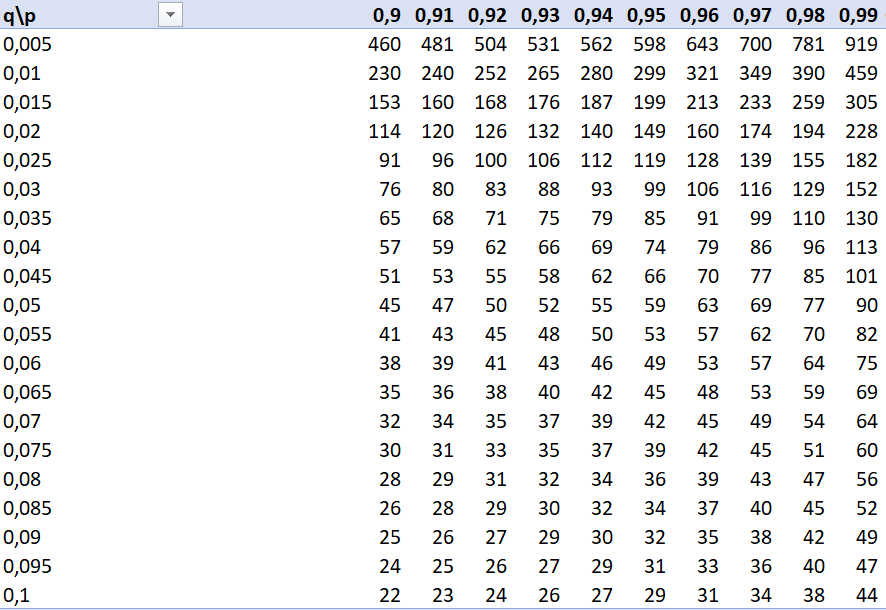 q\p 0,9 0,91 0,92 0,93 0,94 0,95 0,96 0,97 0,98 0,99
0,005 460 481 504 531 562 598 643 700 781 919
0,01 230 240 252 265 280 299 321 349 390 459
0,015 153 160 168 176 187 199 213 233 259 305
0,02 114 120 126 132 140 149 160 174 194 228
0,025 91 96 100 106 112 119 128 139 155 182
0,03 76 80 83 88 93 99 106 116 129 152
0,035 65 68 71 75 79 85 91 99 110 130
0,04 57 59 62 66 69 74 79 86 96 113
0,045 51 53 55 58 62 66 70 77 85 101
0,05 45 47 50 52 55 59 63 69 77 90
0,055 41 43 45 48 50 53 57 62 70 82
0,06 38 39 41 43 46 49 53 57 64 75
0,065 35 36 38 40 42 45 48 53 59 69
0,07 32 34 35 37 39 42 45 49 54 64
0,075 30 31 33 35 37 39 42 45 51 60
0,08 28 29 31 32 34 36 39 43 47 56
0,085 26 28 29 30 32 34 37 40 45 52
0,09 25 26 27 29 30 32 35 38 42 49
0,095 24 25 26 27 29 31 33 36 40 47
0,1 22 23 24 26 27 29 31 34 38 44